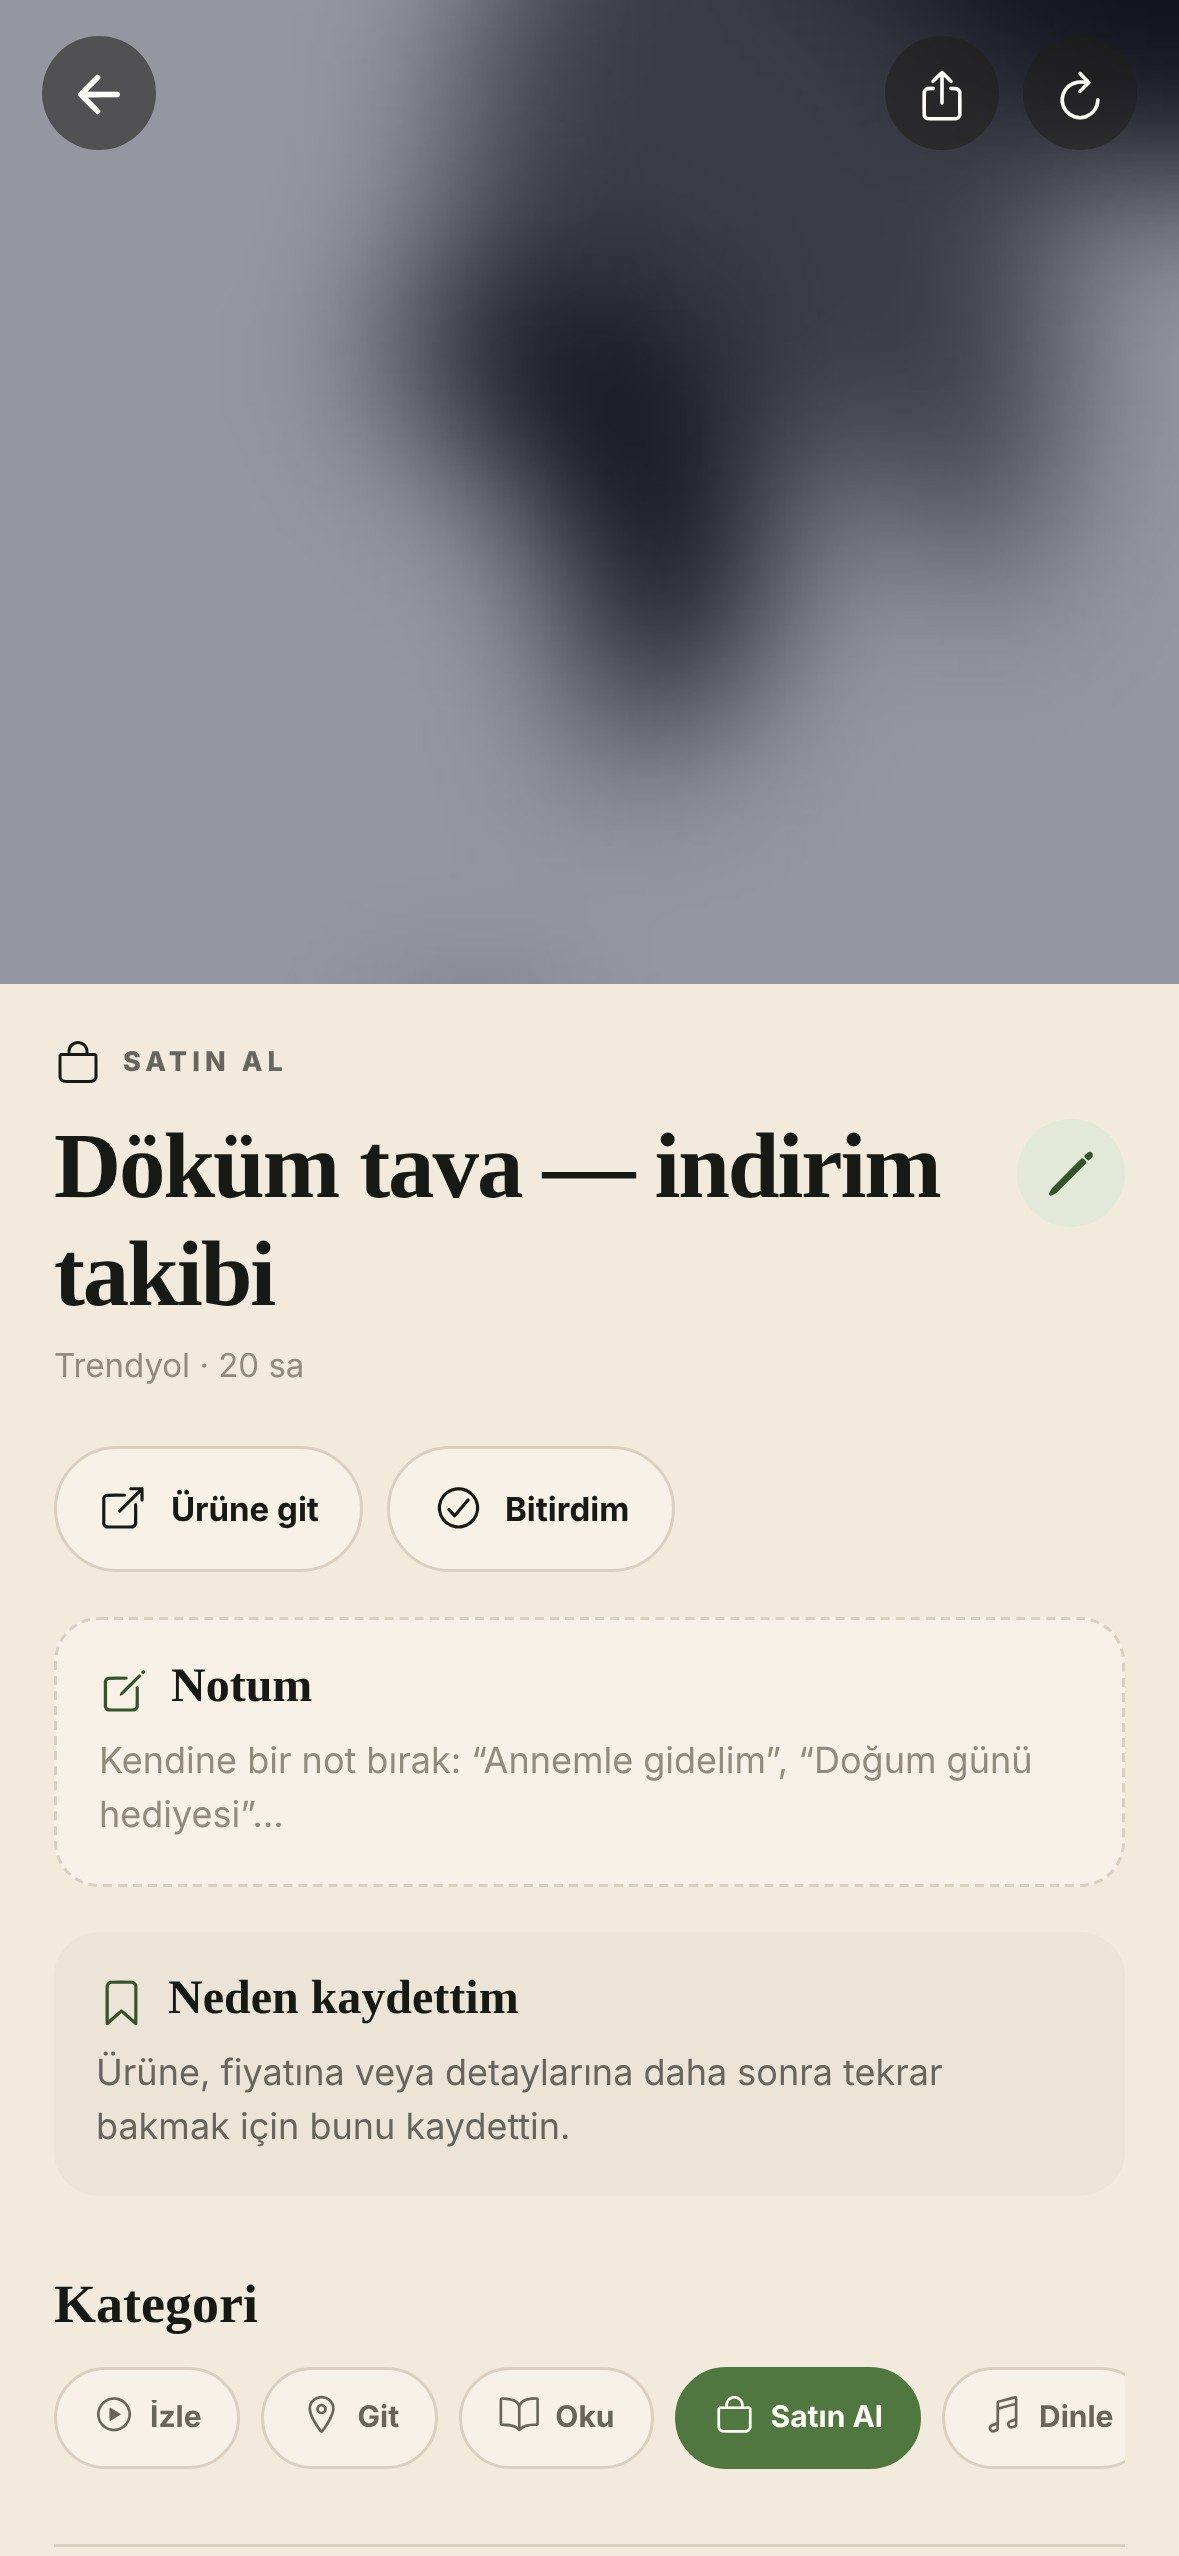 SATIN AL
Döküm tava — indirim
takibi
Trendyol · 20 sa
Ürüne git
Bitirdim
Notum
Kendine bir not bırak: “Annemle gidelim”, “Doğum günü
hediyesi”…
Neden kaydettim
Ürüne, fiyatına veya detaylarına daha sonra tekrar
bakmak için bunu kaydettin.
Kategori
İzle Git Oku Satın Al Dinle